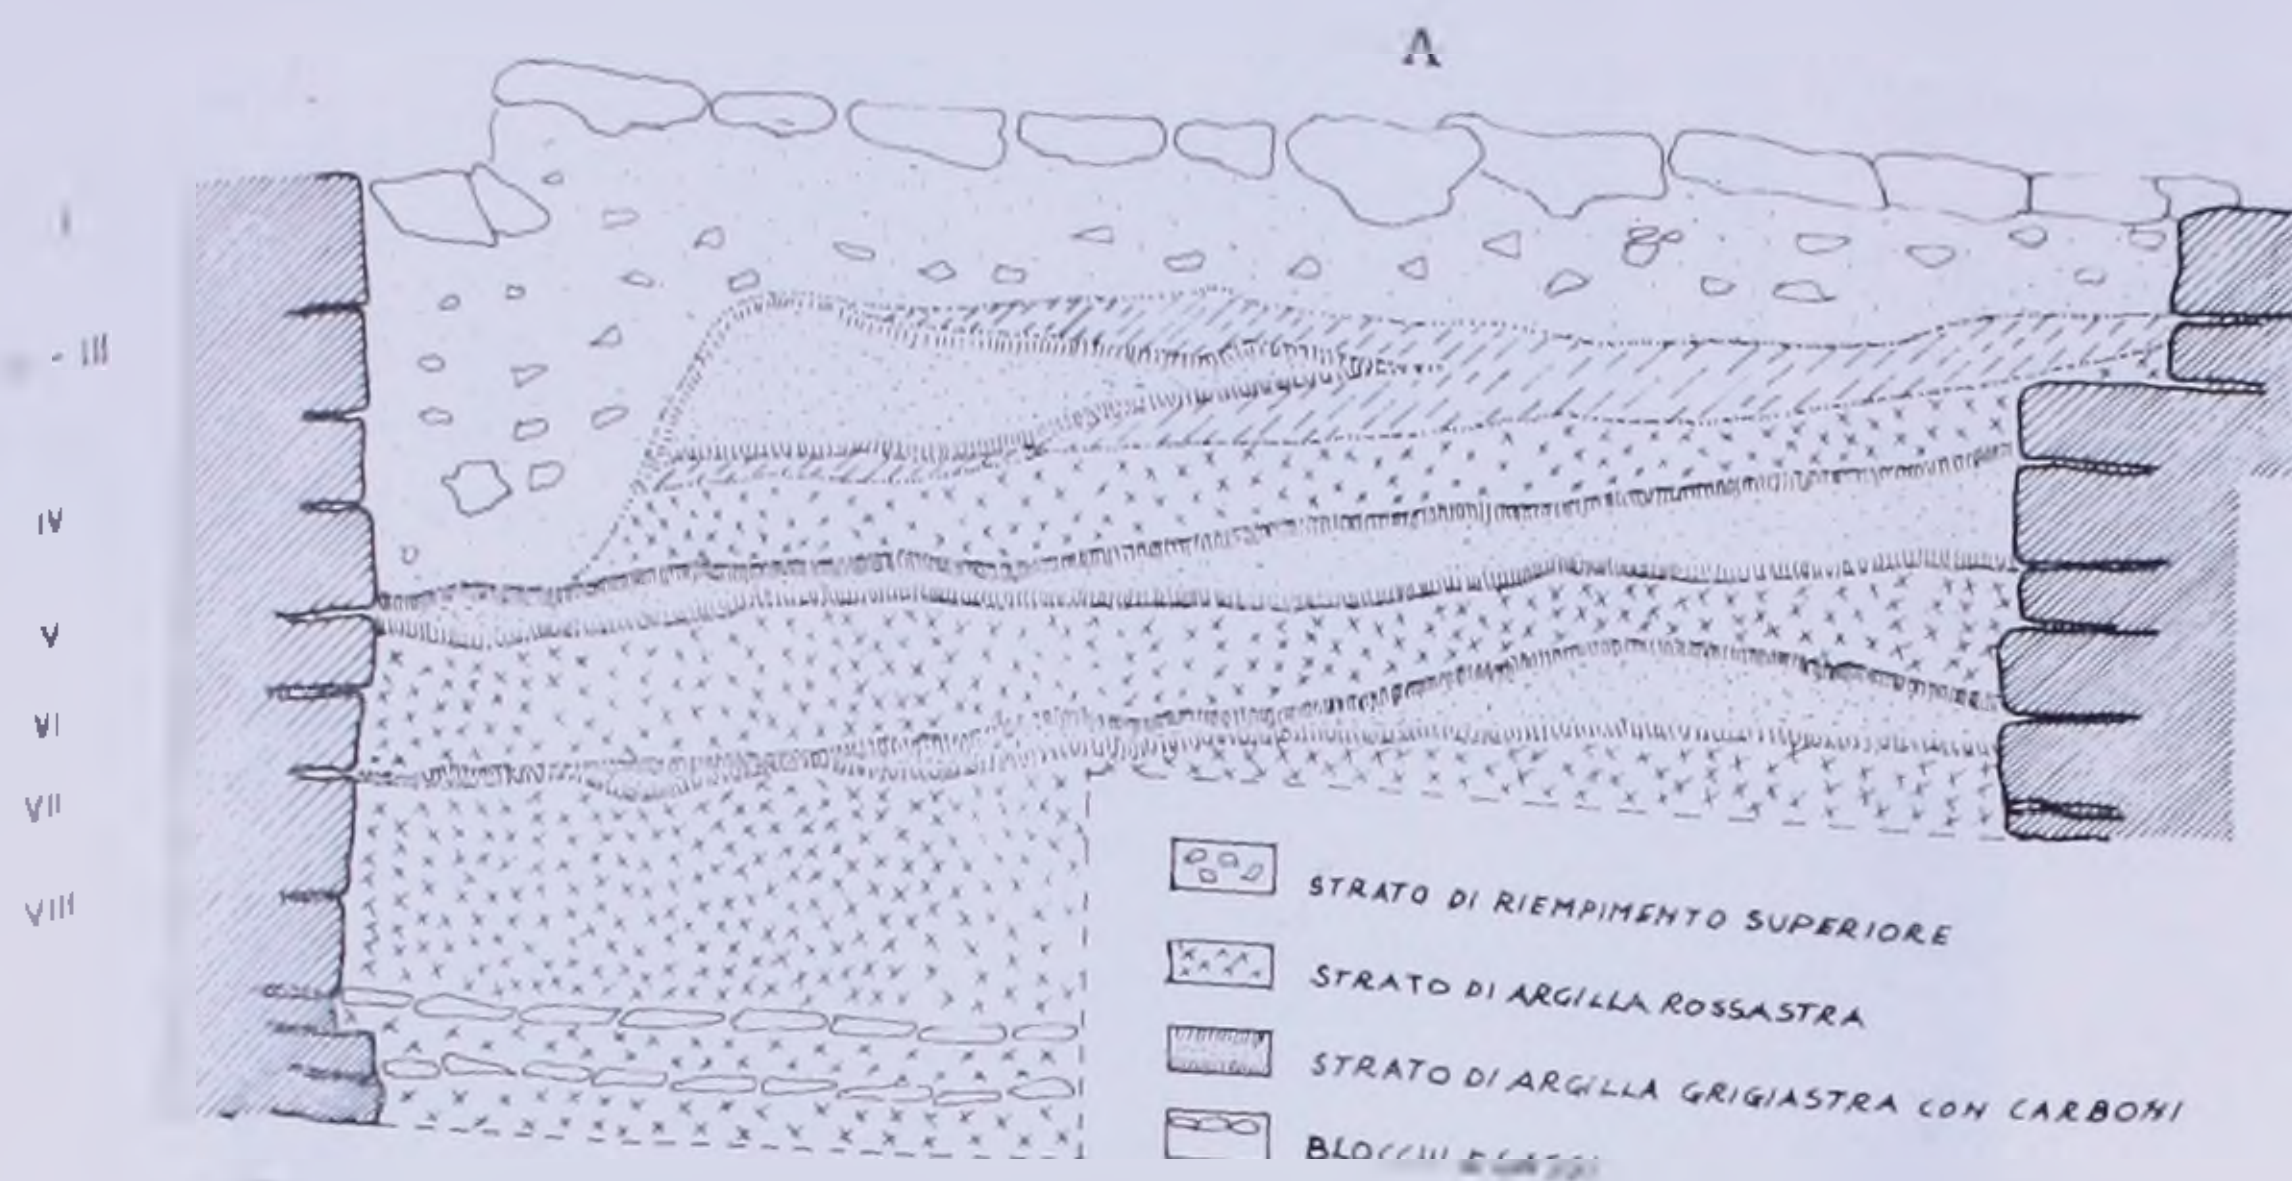 A
I
- III
IV
V
VI
VII
VIII
STRATO DI RIEMPIMENTO SUPERIORE
STRATO DI ARGILLA ROSSASTRA
STRATO DI ARGILLA GRIGIASTRA CON CARBONI
BLOCCHI